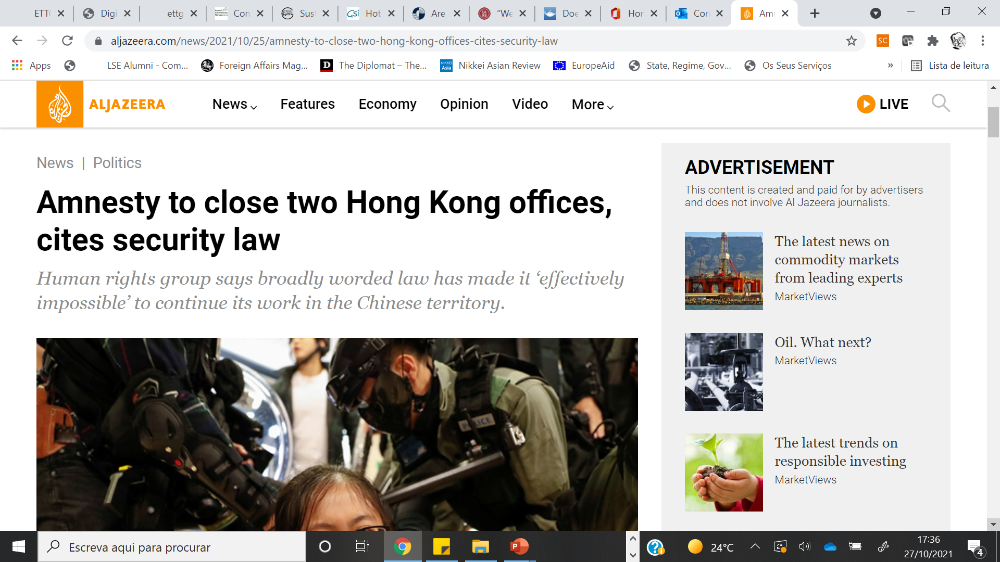 ETTC
Digi
ettg
Con
Sus
Gsi Hot
Are
"We
Doe
Hor
Cor
Am
aljazeera.com/news/2021/10/25/amnesty-to-close-two-hong-kong-offices-cites-security-law
SC
Apps
LSE Alumni - Com...
Foreign Affairs Mag...
D The Diplomat – The...
NIKKEI Asia Nikkei Asian Review
EuropeAid
State, Regime, Gov...
Os Seus Serviços
»
Lista de leitura
ALJAZEERA
News
Features
Economy
Opinion
Video
More
LIVE
News | Politics
Amnesty to close two Hong Kong offices,
cites security law
Human rights group says broadly worded law has made it ‘effectively
impossible’ to continue its work in the Chinese territory.
POLICE
ADVERTISEMENT
This content is created and paid for by advertisers
and does not involve Al Jazeera journalists.
The latest news on
commodity markets
from leading experts
MarketViews
Oil. What next?
MarketViews
The latest trends on
responsible investing
MarketViews
Escreva aqui para procurar
24°C
17:36
27/10/2021
4